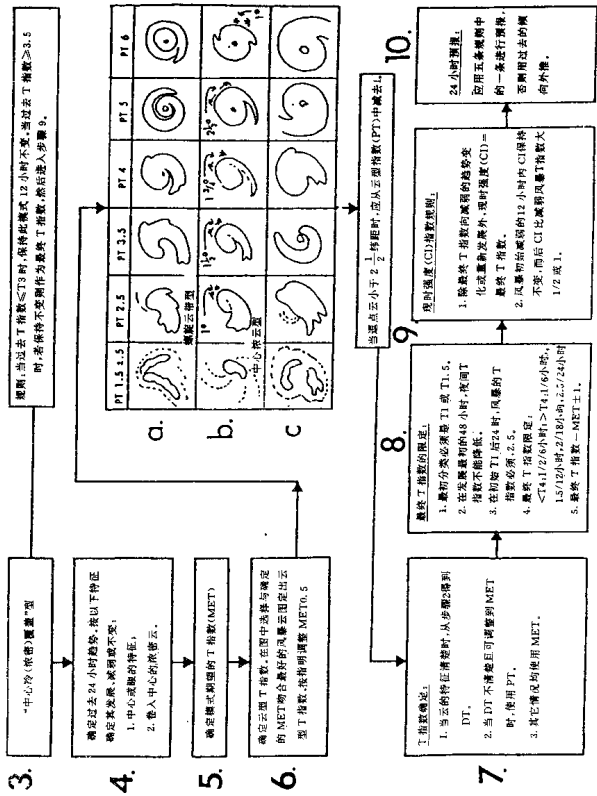 3.
"中心冷(浓密)覆盖"型
规则:当过去T指数≤T3时,保持此模式12小时不变。当过去T指数≥3.5
时,若保持不变则作为最终T指数,然后进入步骤9。
4.
确定过去24小时趋势,按以下特征
确定其发展、减弱或不变:
1. 中心或眼的特征;
2. 卷入中心的浓密云。
5.
确定模式期望的T指数(MET)
6.
确定云型T指数,在图中选择与确定
的MET吻合最好的风暴云图定出云
型T指数,按指明调整MET0.5
PT 1.5±.5
PT 2.5
PT 3.5
PT 4
PT 5
PT 6
a.
螺旋云带型
b.
中心浓云型
c
当逗点云小于2 1/2纬距时,应从云型指数(PT)中减去1。
7.
T指数确定:
1. 当云的特征清楚时,从步骤2得到
DT。
2. 当DT不清楚且可调整到MET
时,使用PT。
3. 其它情况均使用MET。
8.
最终T指数的限定:
1. 最初分类必须是T1或T1.5。
2. 在发展最初的48小时,夜间T
指数不能降低。
3. 在初始T1后24时,风暴的T
指数必须,2.5。
4. 最终T指数限定:
<T4;1/2/6小时;>T4:1/6小时,
1.5/12小时,2/18小时,2.5/24小时
5. 最终T指数=MET±1。
9
现时强度(CI)指数规则:
1. 除最终T指数向减弱的趋势变
化或重新发展外,现时强度(CI)=
最终T指数。
2. 风暴初始减弱的12小时内CI保持
不变,而后CI比减弱风暴T指数大
1/2或1。
10.
24小时预报:
应用五条规则中
的一条进行预报,
否则用过去的倾
向外推。